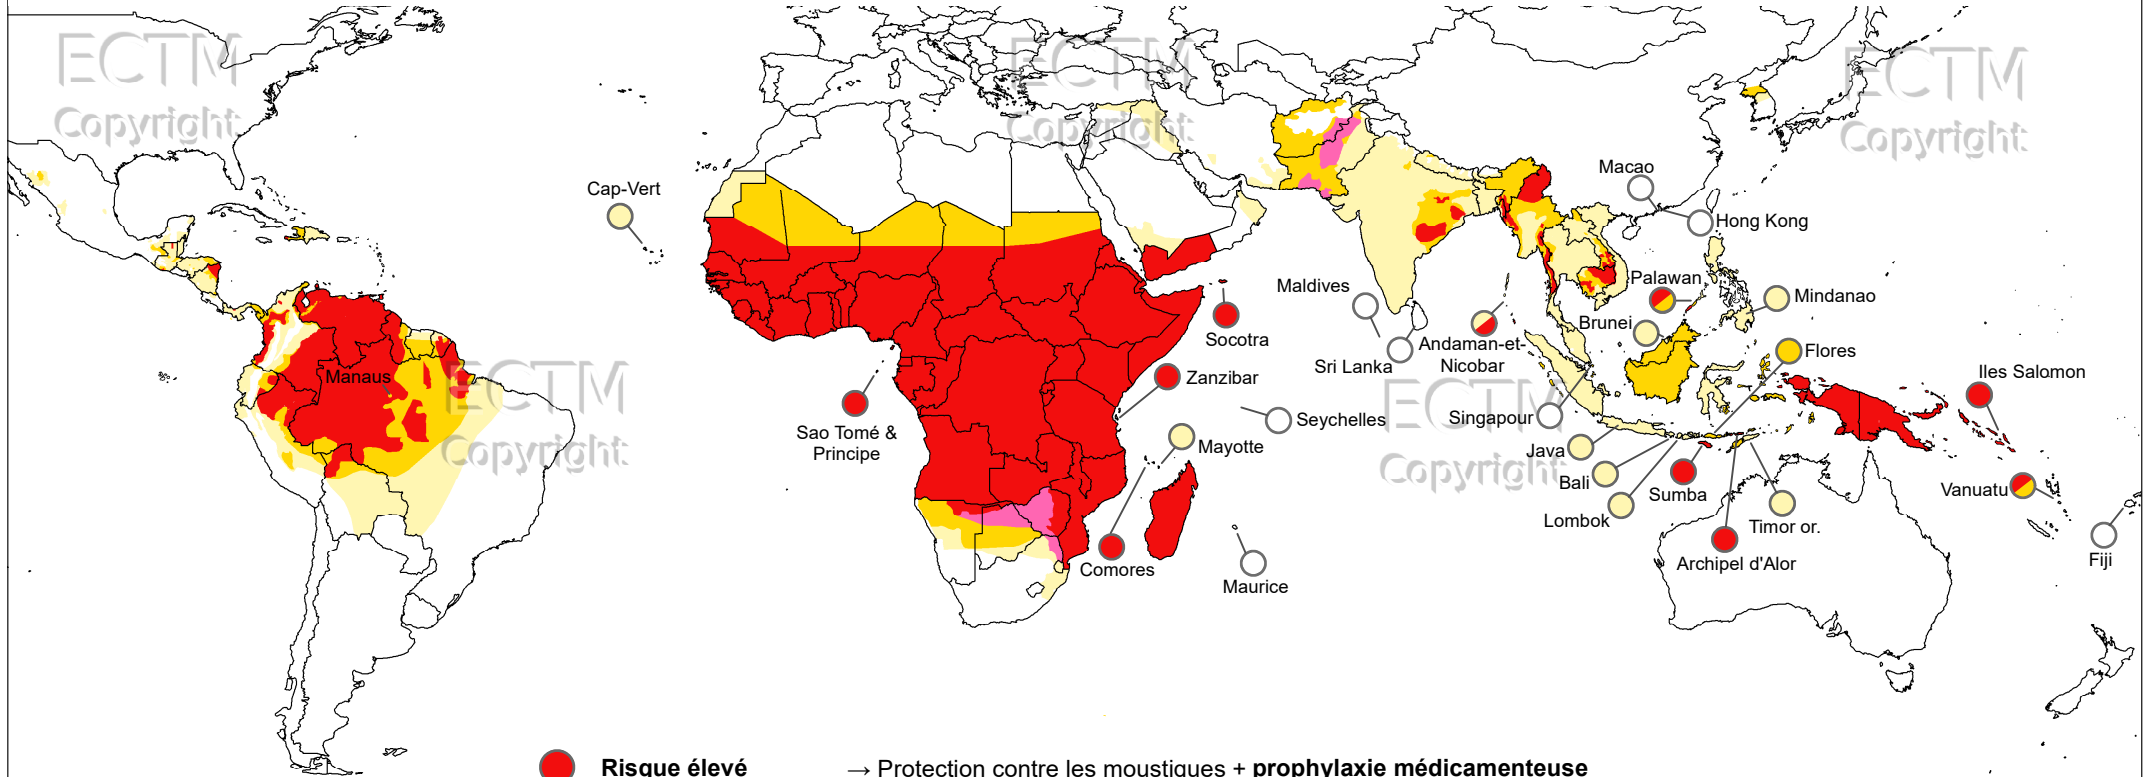 ECTM
Copyright
ECTM
Copyright
ECTM
Copyright
Cap-Vert
Macao
Hong Kong
Maldives
Palawan
Mindanao
Socotra
Sri Lanka
Andaman-et-
Nicobar
Brunei
Flores
Manaus
ECTM
Copyright
Zanzibar
Iles Salomon
ECTM
Copyright
Sao Tomé &
Principe
Seychelles
Singapour
Mayotte
Java
Bali
Sumba
Vanuatu
Lombok
Timor or.
Comores
Archipel d'Alor
Fiji
Maurice
Risque élevé → Protection contre les moustiques + prophylaxie médicamenteuse